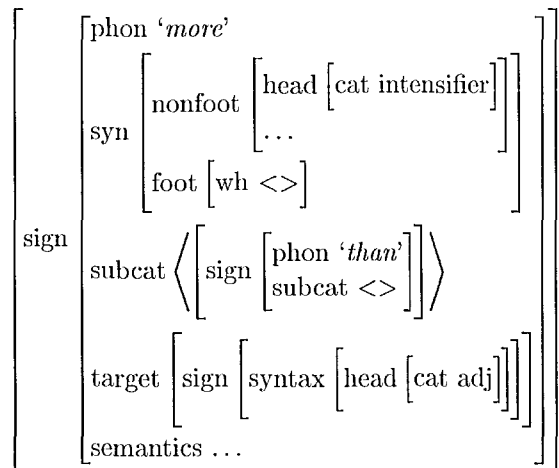 phon ‘more’
head [cat intensifier]
nonfoot
...
syn
foot [wh <>]
sign
phon ‘than’
subcat ⟨[sign
subcat <>]⟩
target [sign [syntax [head [cat adj]]]]
semantics ...